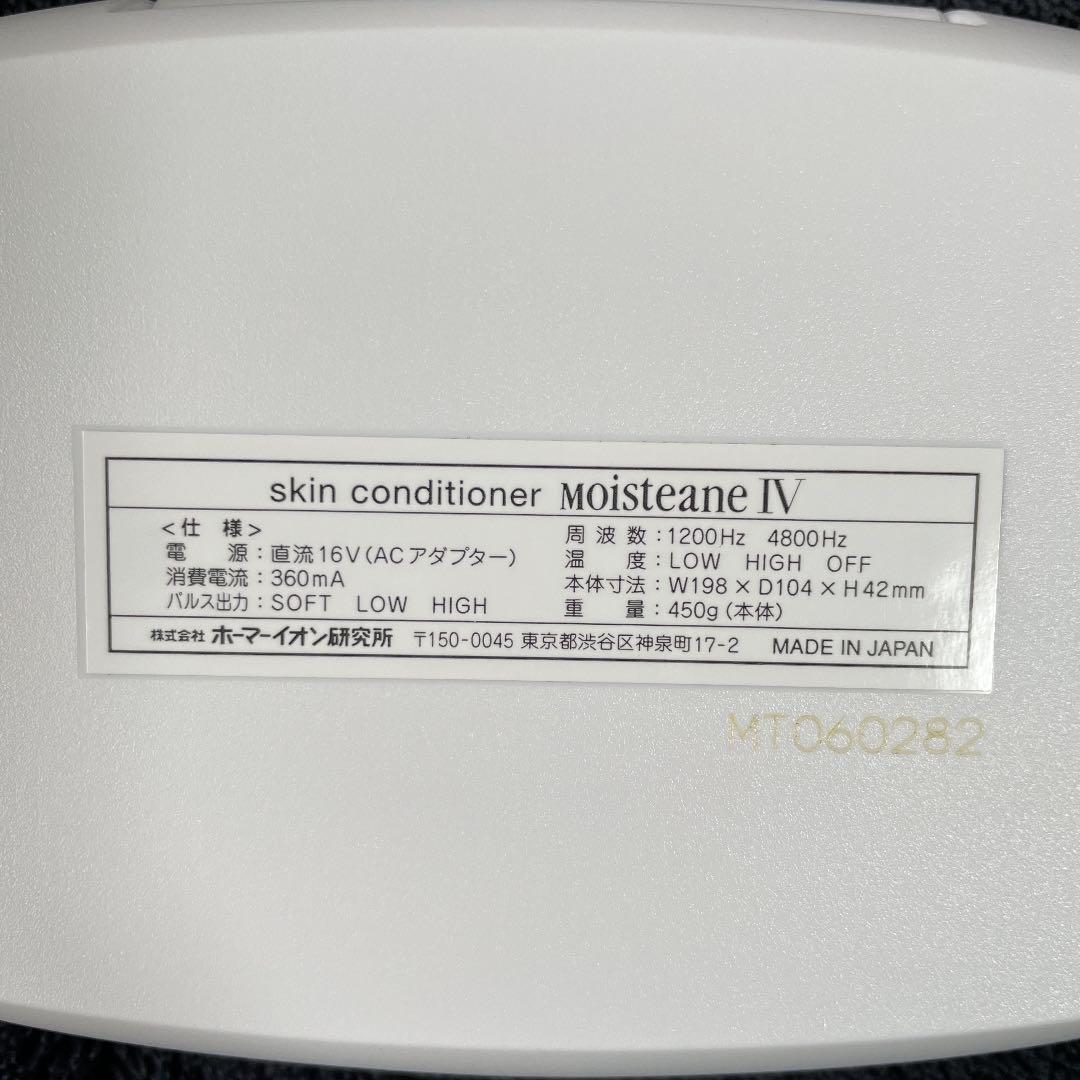 skin conditioner Moisteane IV
<仕様>
電源:直流16V(ACアダプター)
消費電流:360mA
パルス出力:SOFT LOW HIGH
周波数:1200Hz 4800Hz
温度:LOW HIGH OFF
本体寸法:W198×D104×H42mm
重量:450g(本体)
株式会社 ホーマーイオン研究所 〒150-0045 東京都渋谷区神泉町17-2 MADE IN JAPAN
MT060282